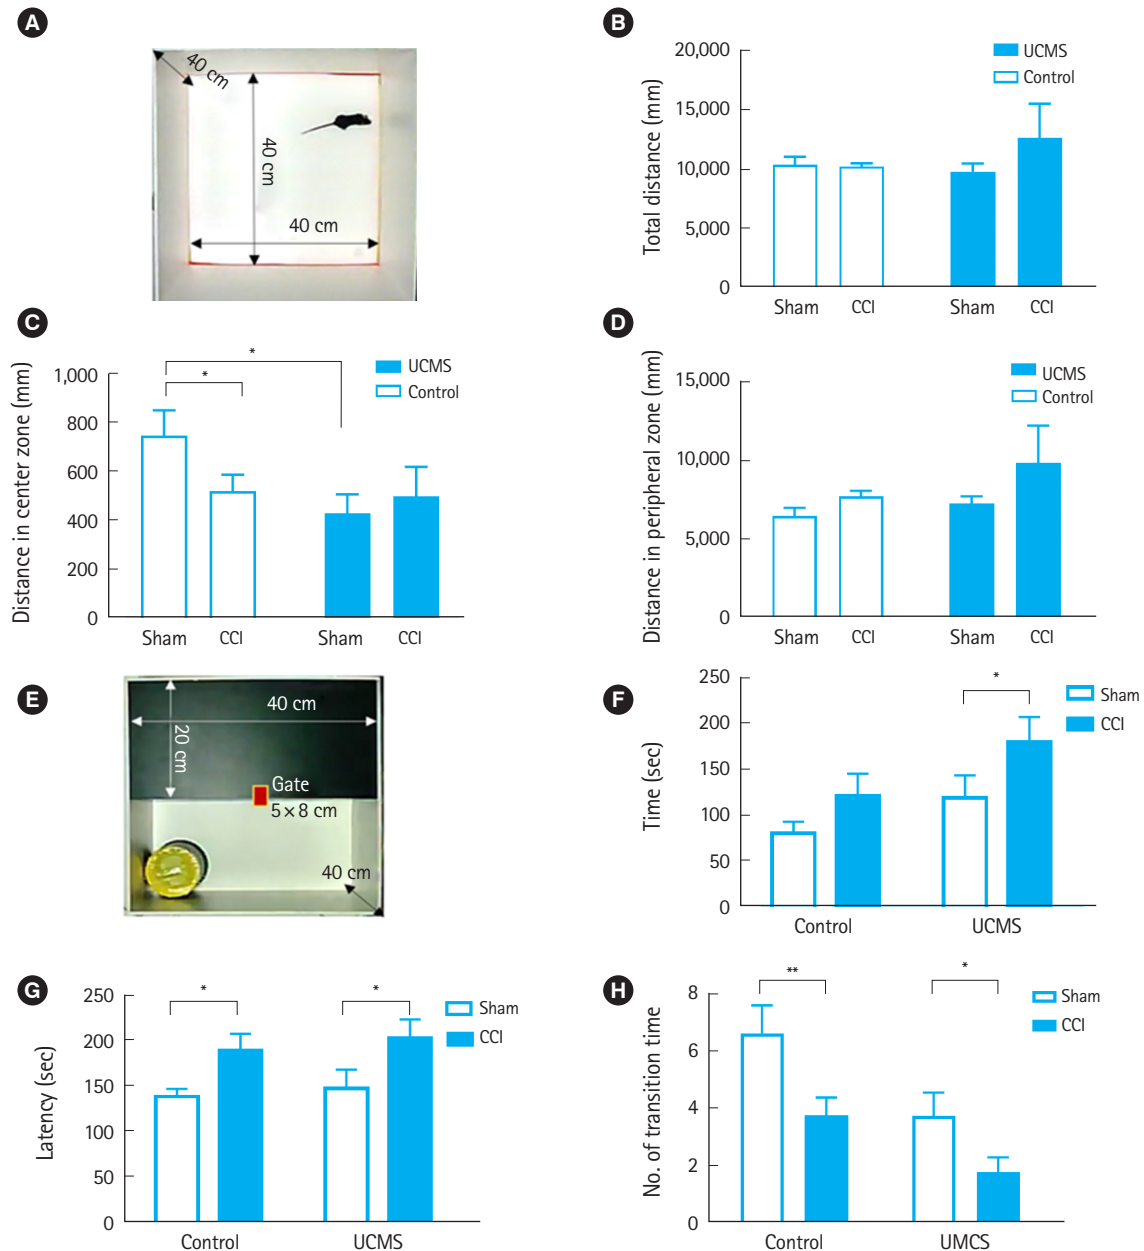 A
40 cm
40 cm
40 cm
B
20,000
15,000
10,000
5,000
0
Total distance (mm)
UCMS
Control
Sham CCI Sham CCI
C
1,000
800
600
400
200
0
Distance in center zone (mm)
*
*
UCMS
Control
Sham CCI Sham CCI
D
15,000
10,000
5,000
0
Distance in peripheral zone (mm)
UCMS
Control
Sham CCI Sham CCI
E
40 cm
20 cm
Gate
5×8 cm
40 cm
F
250
200
150
100
50
0
Time (sec)
*
Sham
CCI
Control UCMS
G
250
200
150
100
50
0
Latency (sec)
* *
Sham
CCI
Control UCMS
H
8
6
4
2
0
No. of transition time
** *
Sham
CCI
Control UMCS